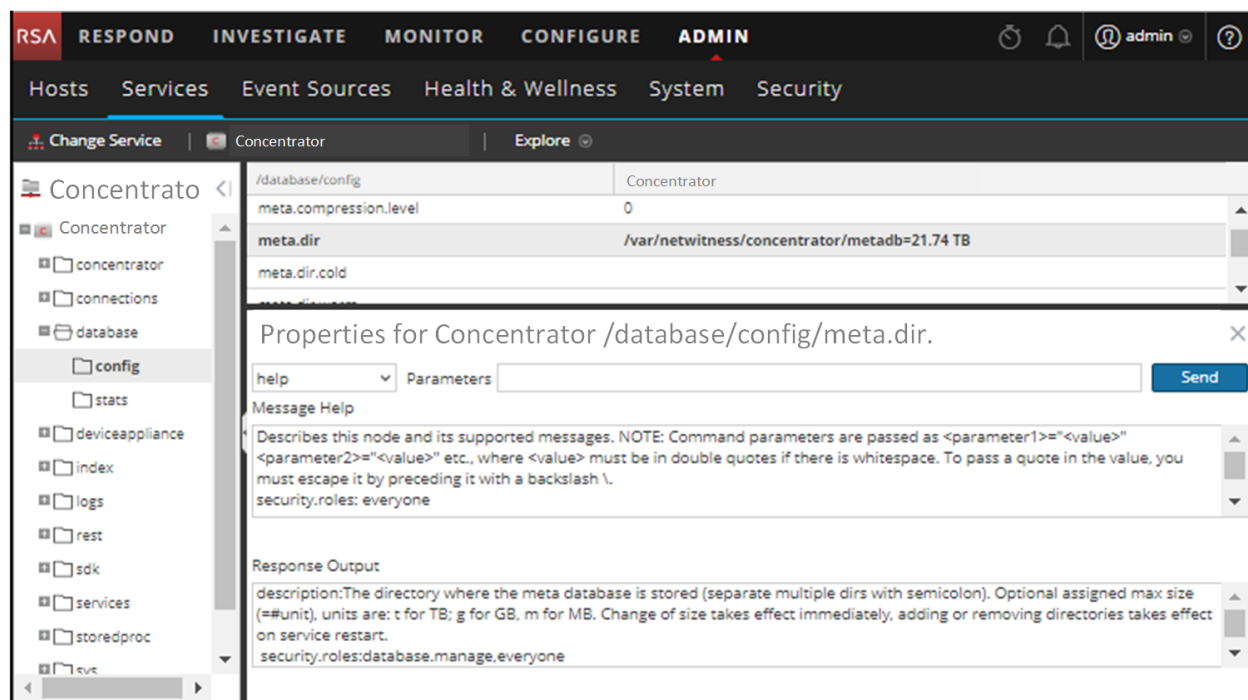 RSA RESPOND INVESTIGATE MONITOR CONFIGURE ADMIN admin
Hosts Services Event Sources Health & Wellness System Security
Change Service | C Concentrator | Explore
Concentrato
Concentrator
concentrator
connections
database
config
stats
deviceappliance
index
logs
rest
sdk
services
storedproc
sys
/database/config Concentrator
meta.compression.level 0
meta.dir /var/netwitness/concentrator/metadb=21.74 TB
meta.dir.cold
meta.dir.warm
Properties for Concentrator /database/config/meta.dir.
help Parameters Send
Message Help
Describes this node and its supported messages. NOTE: Command parameters are passed as <parameter1>="<value>"
<parameter2>="<value>" etc., where <value> must be in double quotes if there is whitespace. To pass a quote in the value, you
must escape it by preceding it with a backslash \.
security.roles: everyone
Response Output
description:The directory where the meta database is stored (separate multiple dirs with semicolon). Optional assigned max size
(=#unit), units are: t for TB; g for GB, m for MB. Change of size takes effect immediately, adding or removing directories takes effect
on service restart.
security.roles:database.manage,everyone